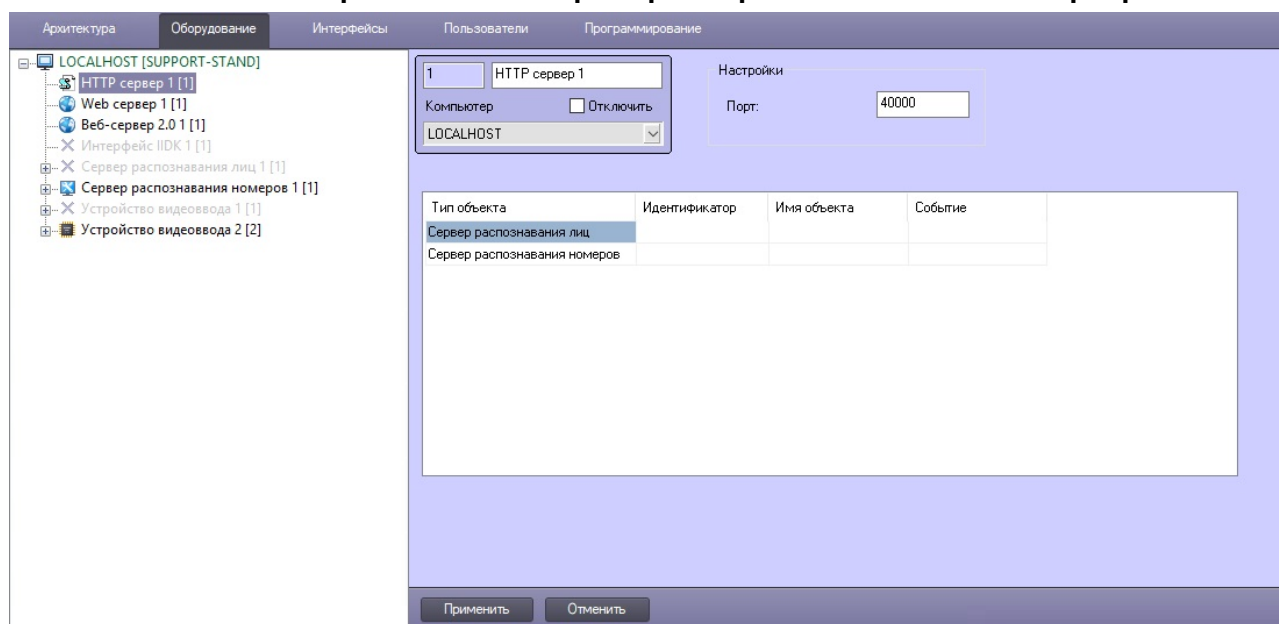 Архитектура Оборудование Интерфейсы Пользователи Программирование
LOCALHOST [SUPPORT-STAND]
HTTP сервер 1 [1]
Web сервер 1 [1]
Веб-сервер 2.0 1 [1]
Интерфейс IIDK 1 [1]
Сервер распознавания лиц 1 [1]
Сервер распознавания номеров 1 [1]
Устройство видеоввода 1 [1]
Устройство видеоввода 2 [2]
1 HTTP сервер 1
Компьютер Отключить
LOCALHOST
Настройки
Порт: 40000
Тип объекта Идентификатор Имя объекта Событие
Сервер распознавания лиц
Сервер распознавания номеров
Применить Отменить